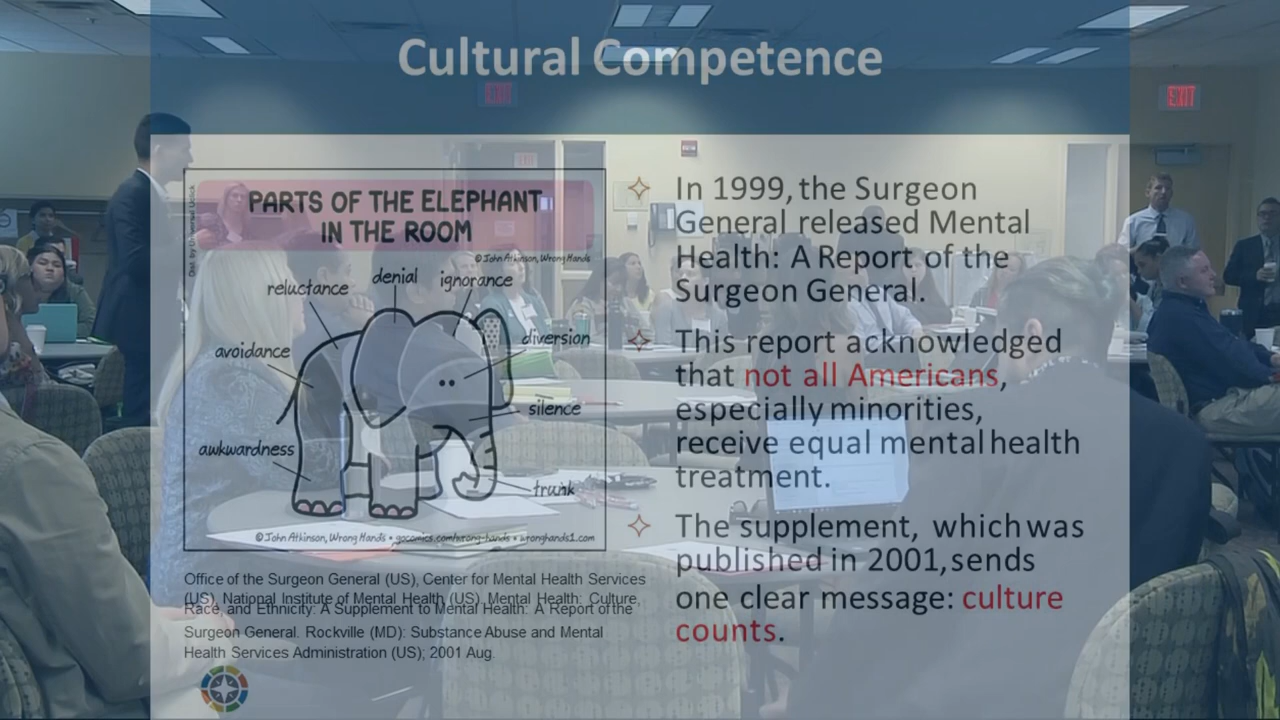 Cultural Competence
EXIT
EXIT
EXIT
PARTS OF THE ELEPHANT
IN THE ROOM
© John Atkinson, Wrong Hands
reluctance
denial
ignorance
avoidance
diversion
silence
awkwardness
trunk
© John Atkinson, Wrong Hands • gocomics.com/wrong-hands • wronghands1.com
Office of the Surgeon General (US), Center for Mental Health Services
(US), National Institute of Mental Health (US). Mental Health: Culture,
Race, and Ethnicity: A Supplement to Mental Health: A Report of the
Surgeon General. Rockville (MD): Substance Abuse and Mental
Health Services Administration (US); 2001 Aug.
In 1999, the Surgeon
General released Mental
Health: A Report of the
Surgeon General.
This report acknowledged
that not all Americans,
especially minorities,
receive equal mental health
treatment.
The supplement, which was
published in 2001, sends
one clear message: culture
counts.